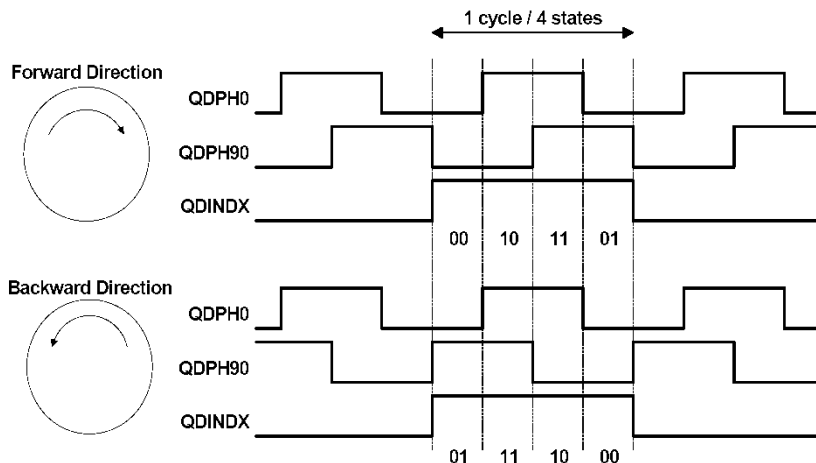 1 cycle / 4 states
Forward Direction
QDPH0
QDPH90
QDINDX
00 10 11 01
Backward Direction
QDPH0
QDPH90
QDINDX
01 11 10 00